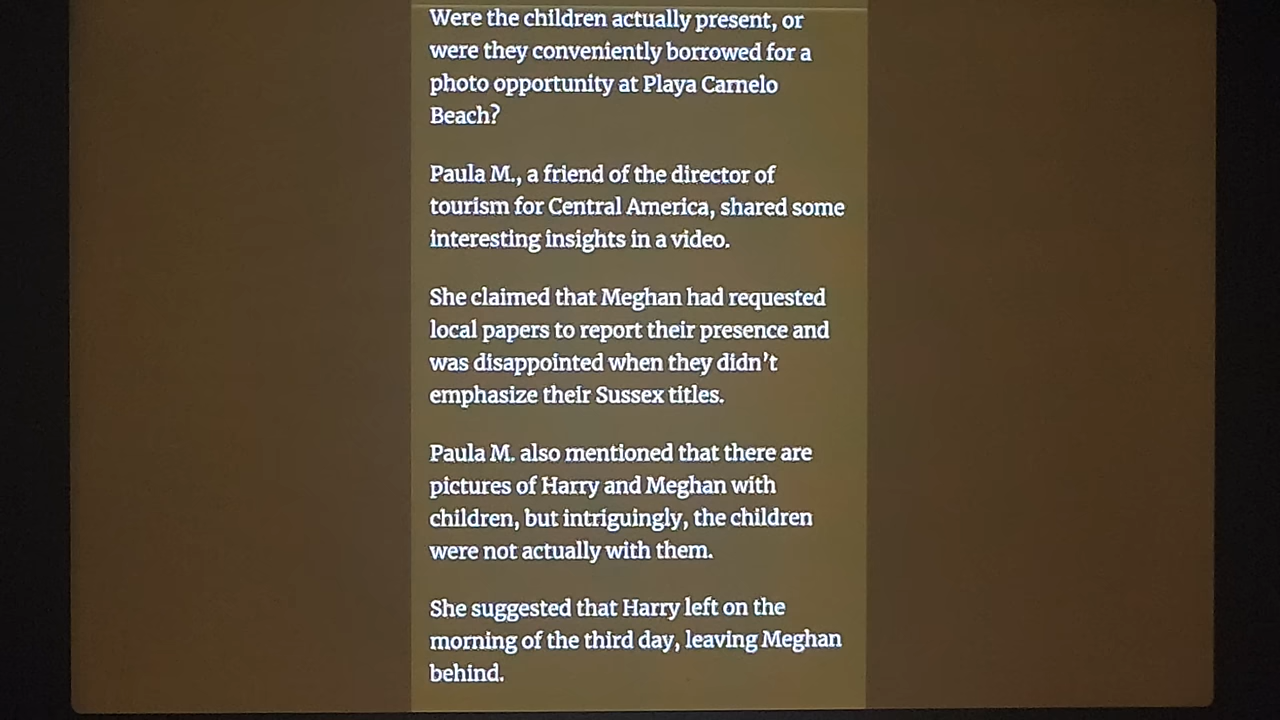 Were the children actually present, or
were they conveniently borrowed for a
photo opportunity at Playa Carnelo
Beach?
Paula M., a friend of the director of
tourism for Central America, shared some
interesting insights in a video.
She claimed that Meghan had requested
local papers to report their presence and
was disappointed when they didn't
emphasize their Sussex titles.
Paula M. also mentioned that there are
pictures of Harry and Meghan with
children, but intriguingly, the children
were not actually with them.
She suggested that Harry left on the
morning of the third day, leaving Meghan
behind.